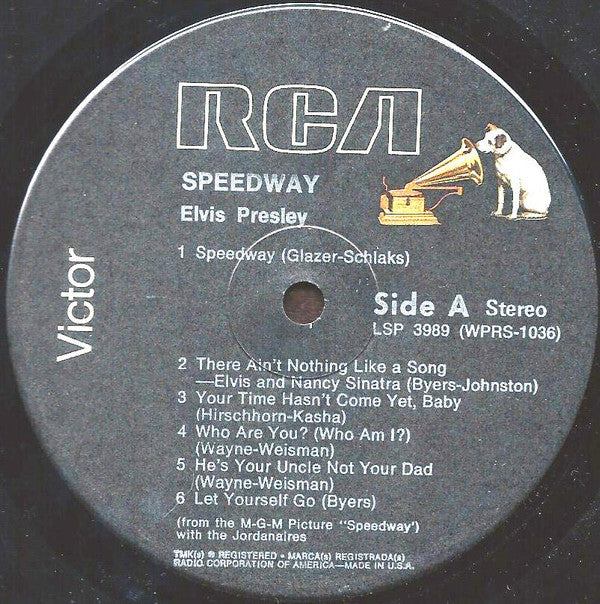 RCA
SPEEDWAY
Elvis Presley
Victor
1 Speedway (Glazer-Schlaks)
Side A Stereo
LSP 3989 (WPRS-1036)
2 There Ain't Nothing Like a Song
—Elvis and Nancy Sinatra (Byers-Johnston)
3 Your Time Hasn't Come Yet, Baby
(Hirschhorn-Kasha)
4 Who Are You? (Who Am I?)
(Wayne-Weisman)
5 He's Your Uncle Not Your Dad
(Wayne-Weisman)
6 Let Yourself Go (Byers)
(from the M-G-M Picture "Speedway')
with the Jordanaires
TMK(s) ® REGISTERED • MARCA(s) REGISTRADA(s)
RADIO CORPORATION OF AMERICA—MADE IN U.S.A.